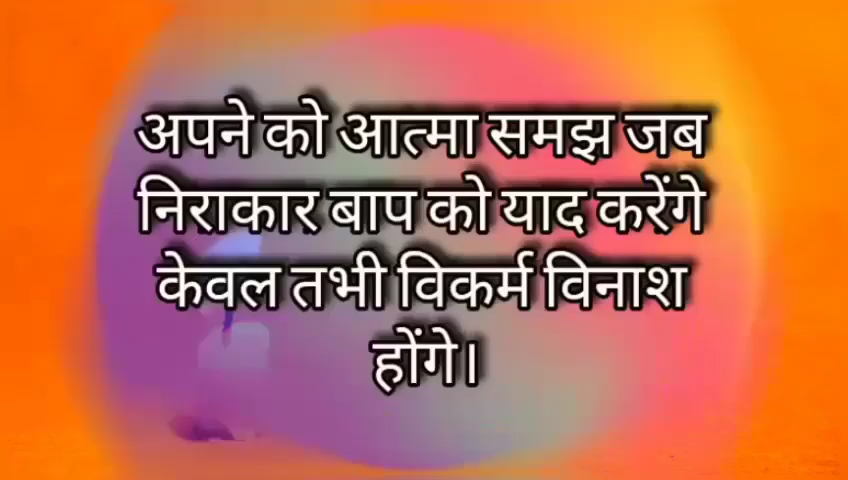 अपने को आत्मा समझ जब
निराकार बाप को याद करेंगे
केवल तभी विकर्म विनाश
होंगे।